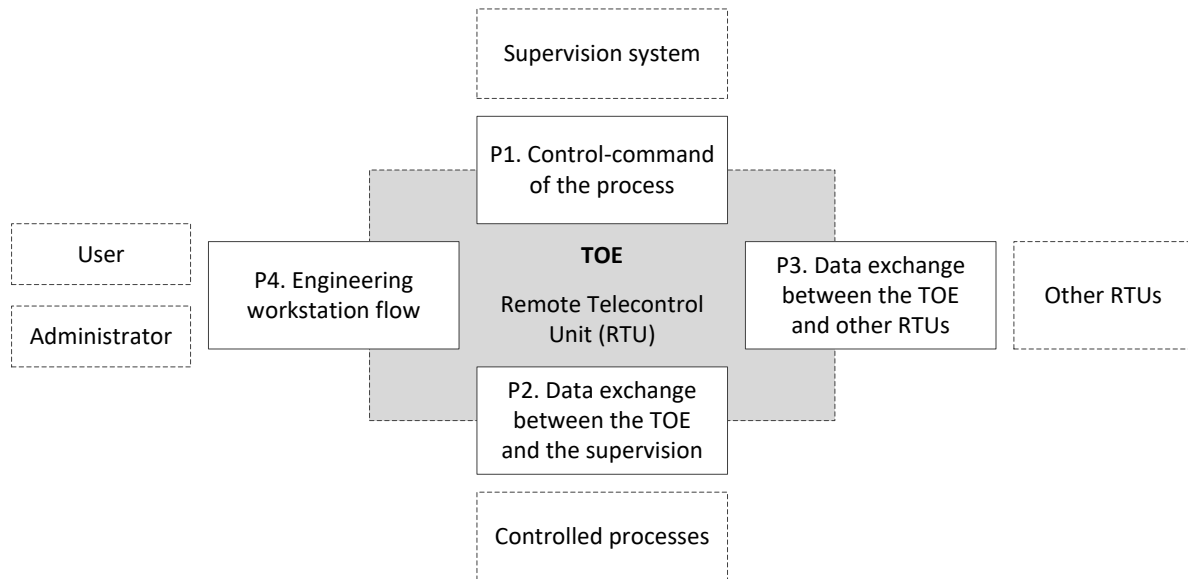 Supervision system
P1. Control-command
of the process
User
Administrator
P4. Engineering
workstation flow
TOE
Remote Telecontrol
Unit (RTU)
P3. Data exchange
between the TOE
and other RTUs
Other RTUs
P2. Data exchange
between the TOE
and the supervision
Controlled processes